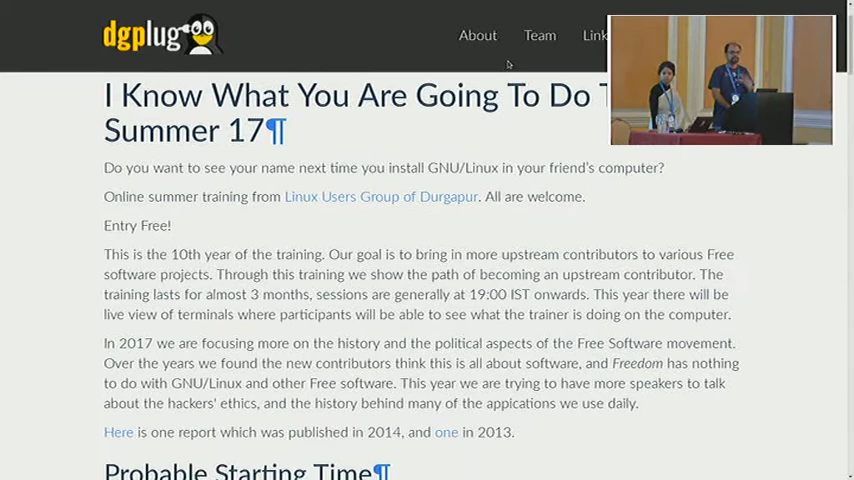 dgplug
About Team Link
I Know What You Are Going To Do
Summer 17¶
Do you want to see your name next time you install GNU/Linux in your friend's computer?
Online summer training from Linux Users Group of Durgapur. All are welcome.
Entry Free!
This is the 10th year of the training. Our goal is to bring in more upstream contributors to various Free
software projects. Through this training we show the path of becoming an upstream contributor. The
training lasts for almost 3 months, sessions are generally at 19:00 IST onwards. This year there will be
live view of terminals where participants will be able to see what the trainer is doing on the computer.
In 2017 we are focusing more on the history and the political aspects of the Free Software movement.
Over the years we found the new contributors think this is all about software, and Freedom has nothing
to do with GNU/Linux and other Free software. This year we are trying to have more speakers to talk
about the hackers' ethics, and the history behind many of the appications we use daily.
Here is one report which was published in 2014, and one in 2013.
Probable Starting Time¶